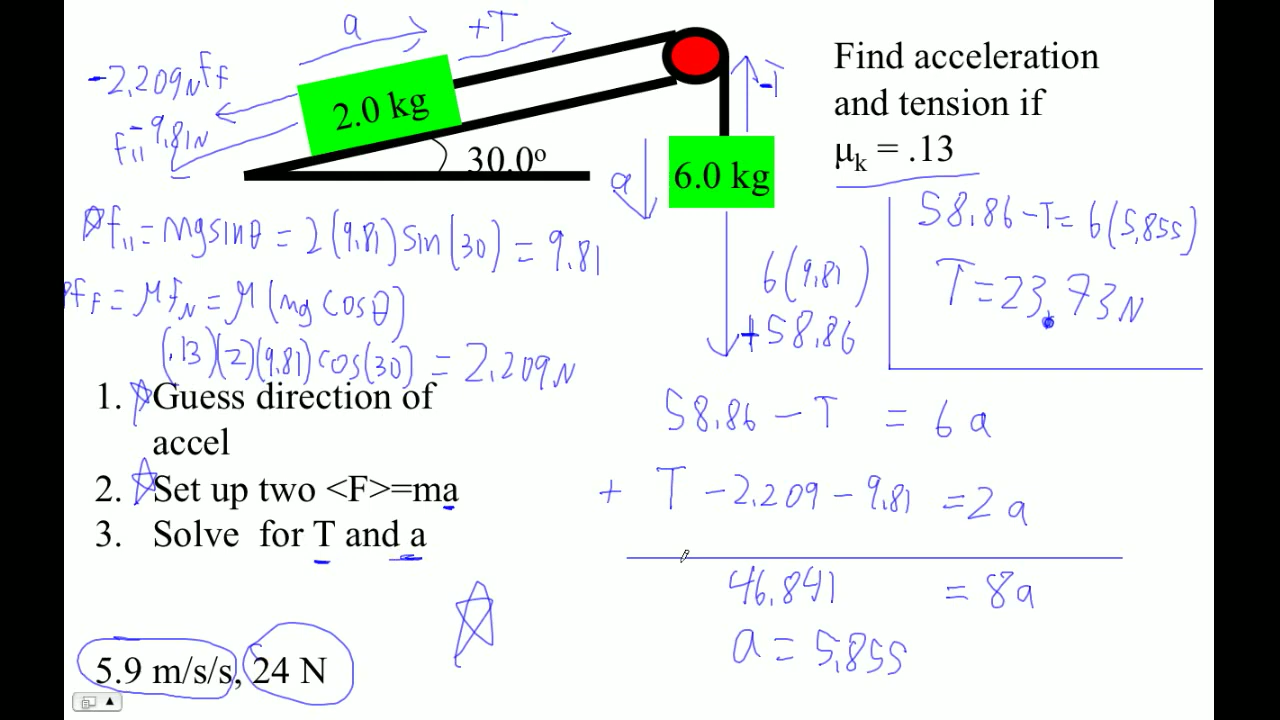 a
+T
-2.209N Ff
f॥ -9.81N
2.0 kg
30.0º
-T
a
6.0 kg
Find acceleration
and tension if
μk = .13
f॥ = mg sinθ = 2(9.81) sin(30) = 9.81
fF = μfN = μ(mg cosθ)
(.13)(2)(9.81) cos(30) = 2.209N
6(9.81)
+58.86
58.86 - T = 6(5.855)
T = 23.73N
1. Guess direction of
accel
2. Set up two <F>=ma
3. Solve for T and a
58.86 - T = 6a
+ T - 2.209 - 9.81 = 2a
46.841 = 8a
a = 5.855
5.9 m/s/s, 24 N